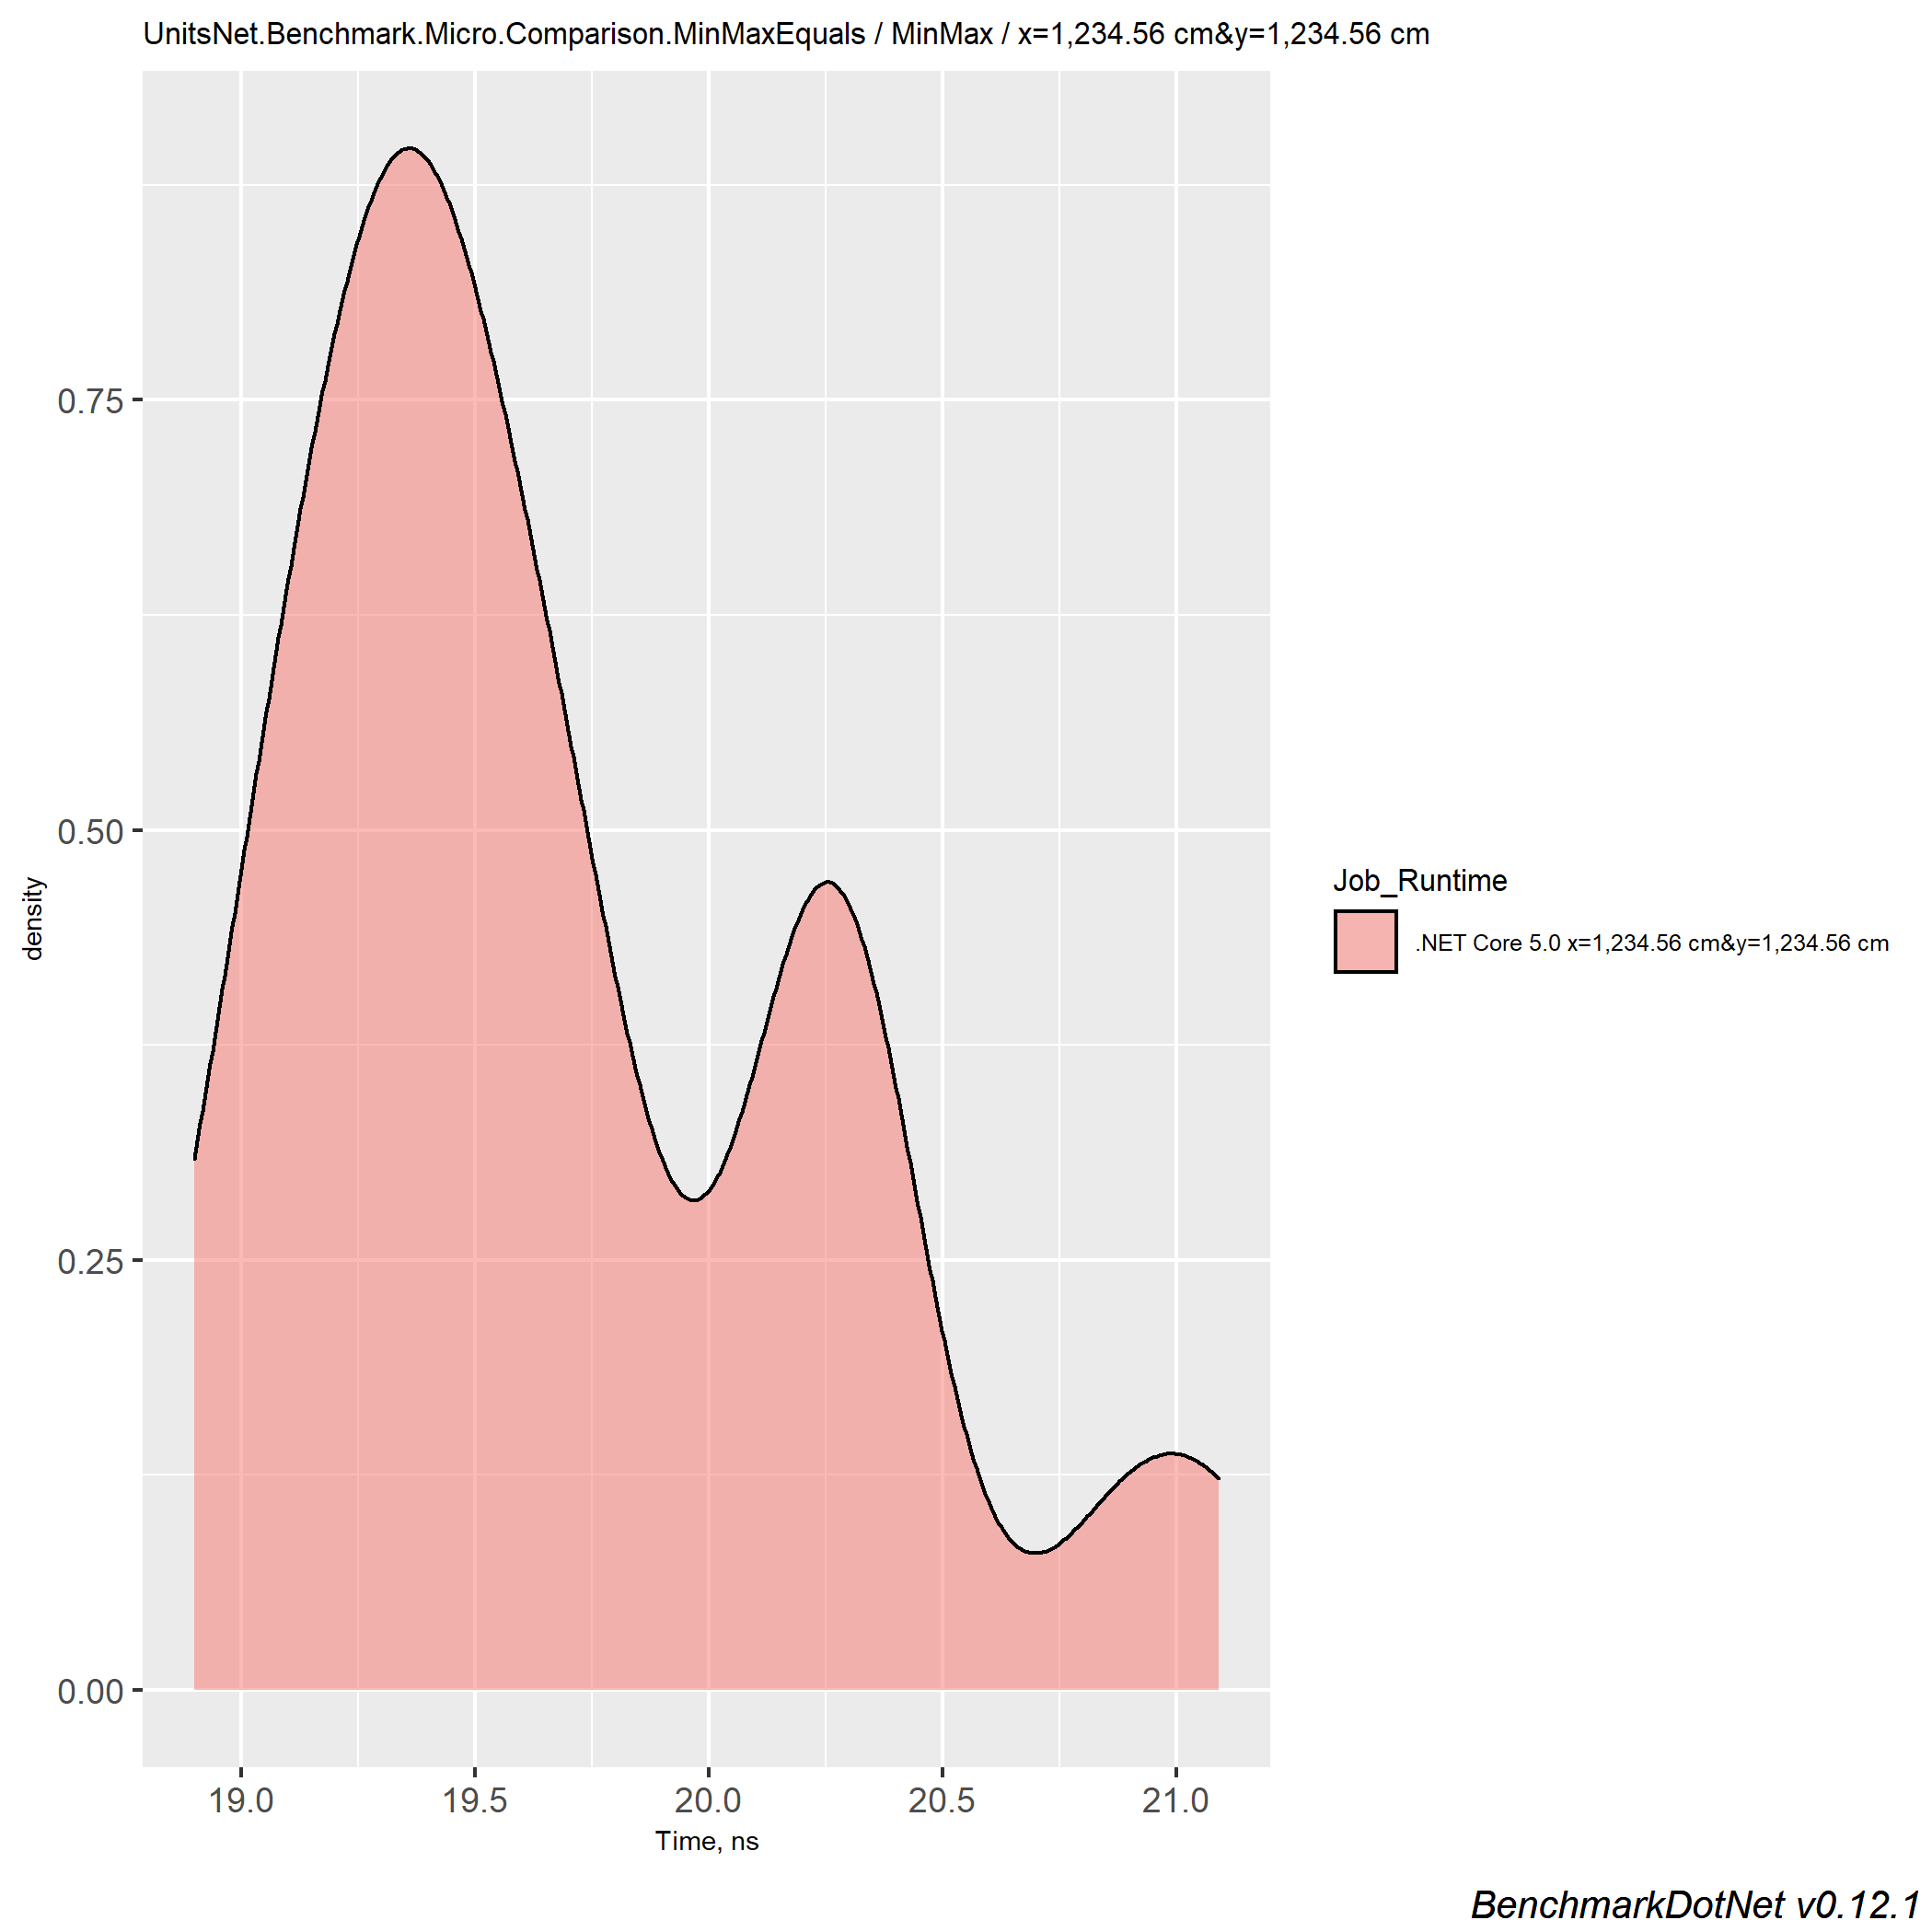 UnitsNet.Benchmark.Micro.Comparison.MinMaxEquals / MinMax / x=1,234.56 cm&y=1,234.56 cm
0.75
0.50
0.25
0.00
density
19.0 19.5 20.0 20.5 21.0
Time, ns
Job_Runtime
.NET Core 5.0 x=1,234.56 cm&y=1,234.56 cm
BenchmarkDotNet v0.12.1